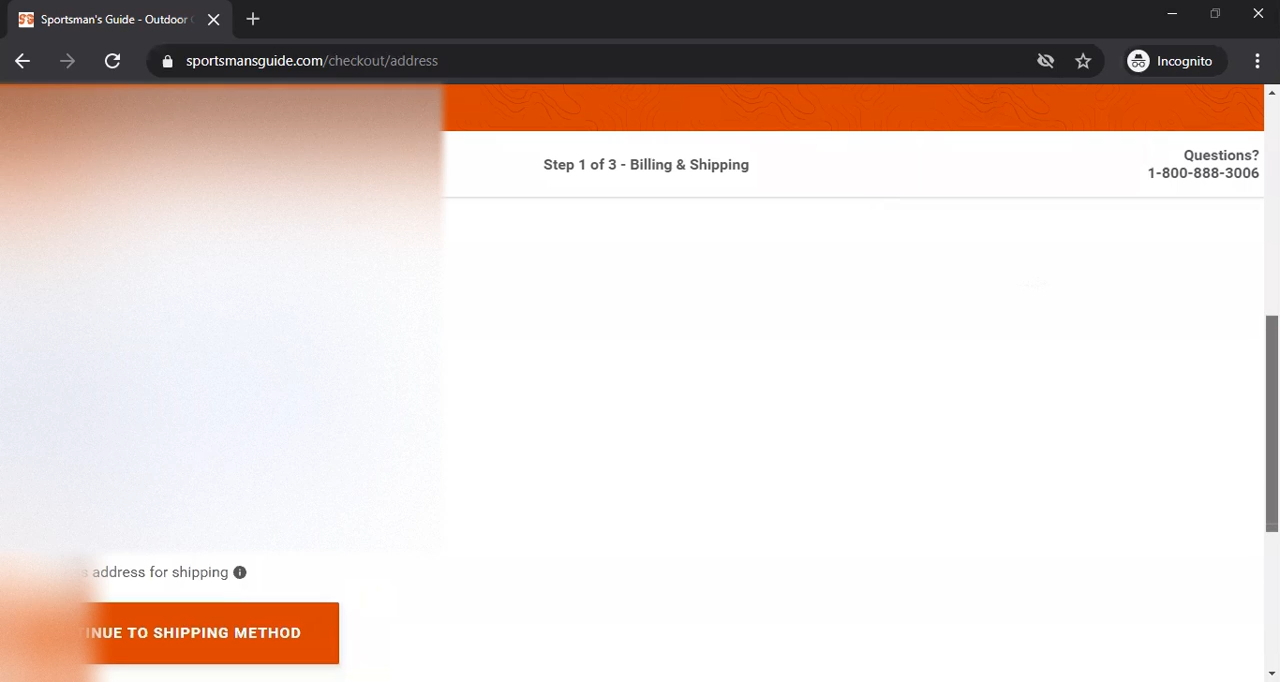 Sportsman's Guide - Outdoor
sportsmansguide.com/checkout/address
Incognito
Step 1 of 3 - Billing & Shipping
Questions?
1-800-888-3006
address for shipping
TO SHIPPING METHOD